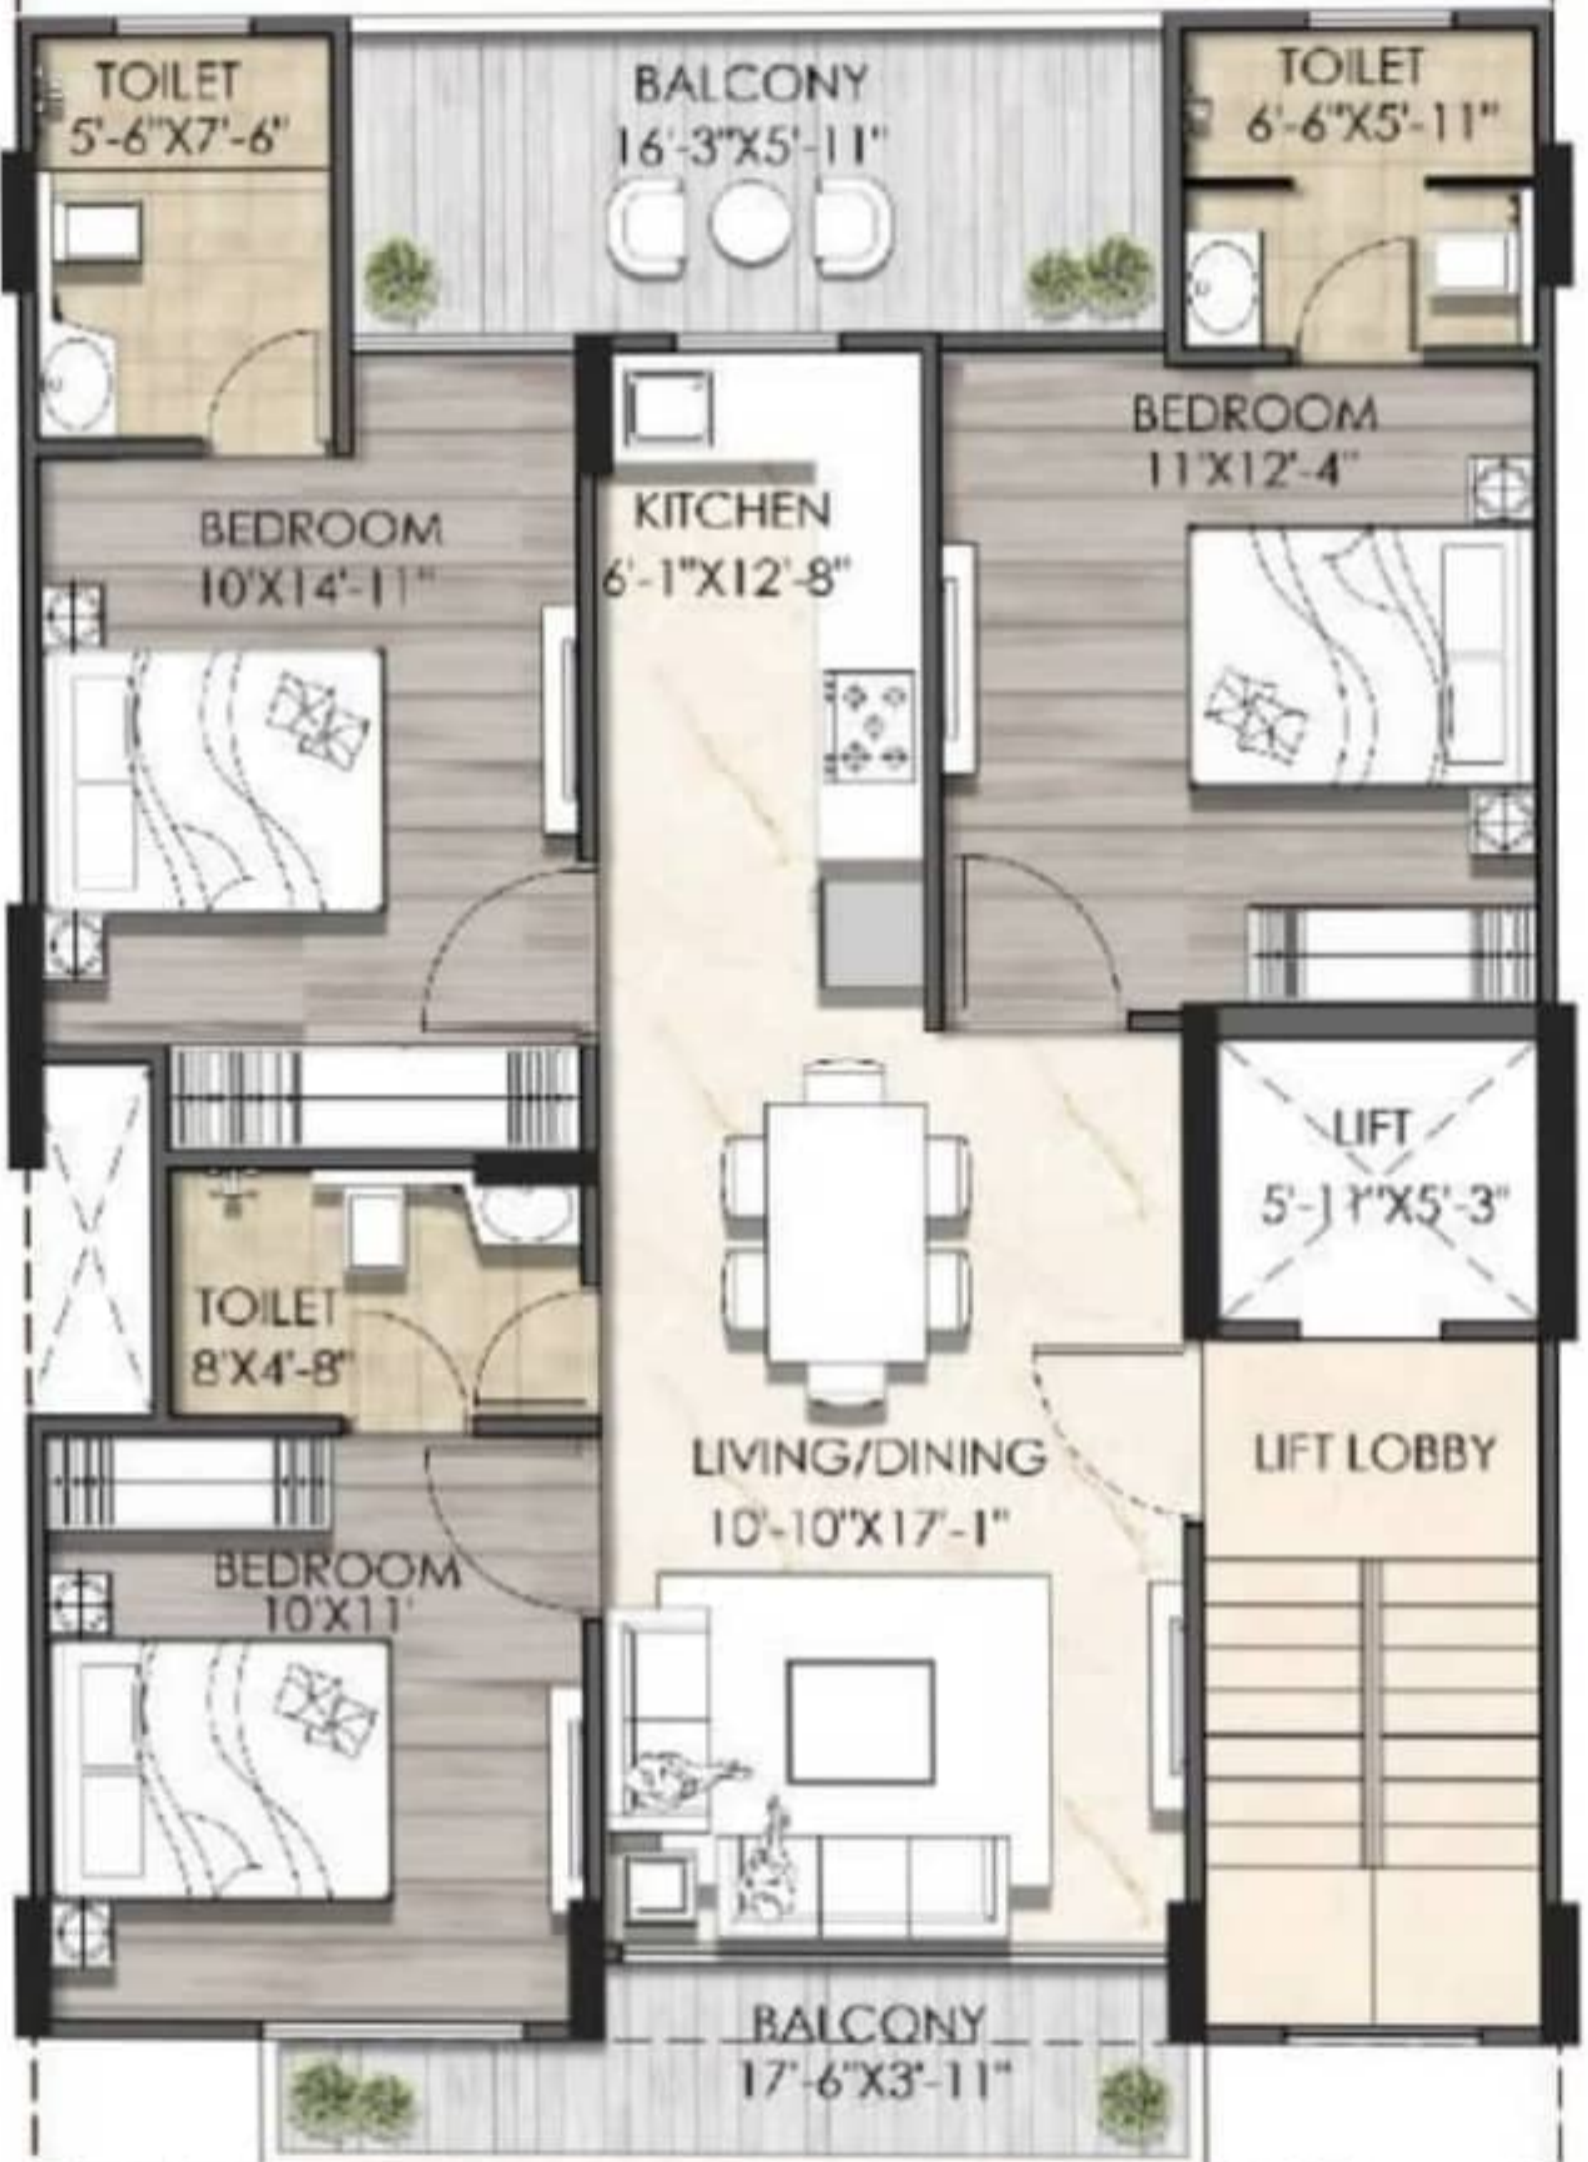 TOILET
5'-6"X7'-6"
BALCONY
16'-3"X5'-11"
TOILET
6'-6"X5'-11"
BEDROOM
10'X14'-11"
KITCHEN
6'-1"X12'-8"
BEDROOM
11'X12'-4"
LIFT
5'-11"X5'-3"
TOILET
8'X4'-8"
LIVING/DINING
10'-10"X17'-1"
LIFT LOBBY
BEDROOM
10'X11'
BALCONY
17'-6"X3'-11"